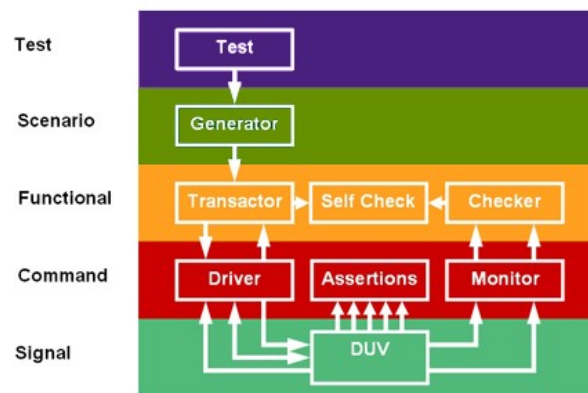 Test
Test
Scenario
Generator
Functional
Transactor
Self Check
Checker
Command
Driver
Assertions
Monitor
Signal
DUV